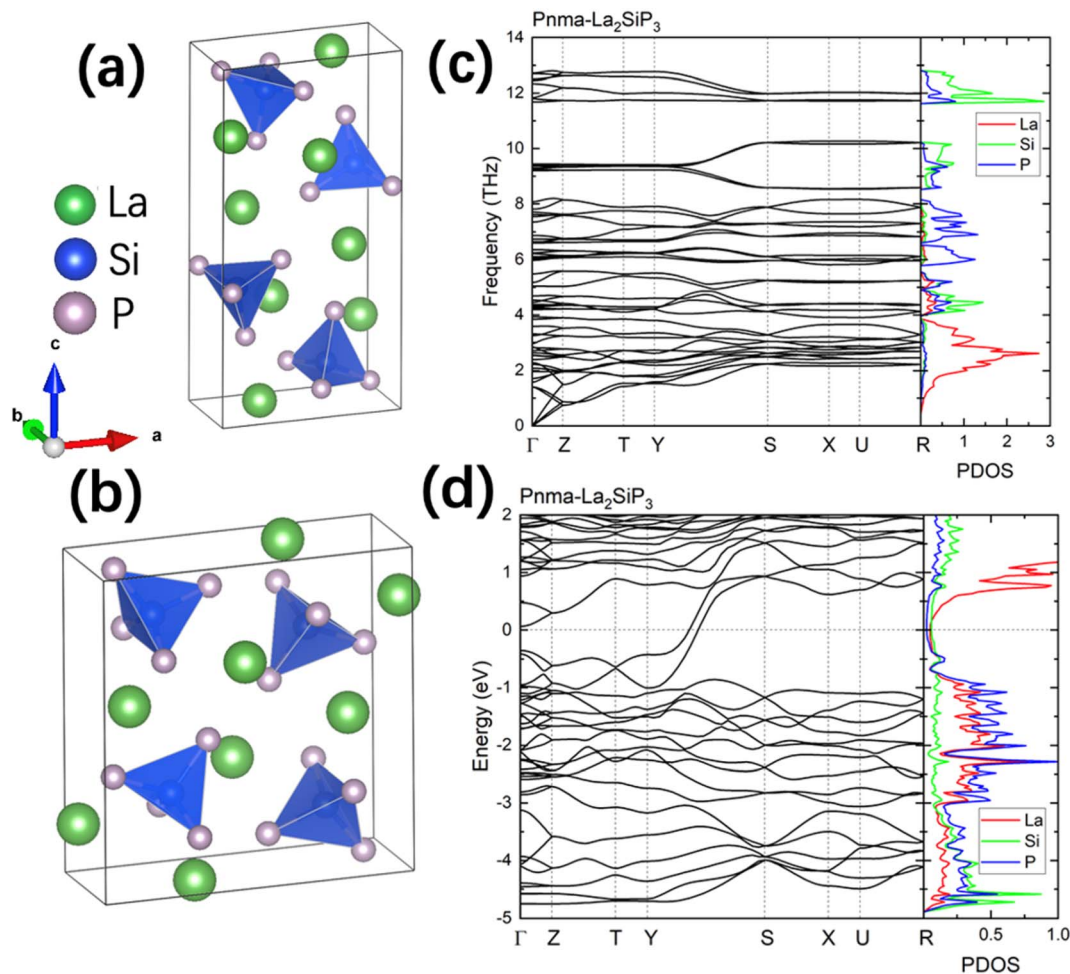 (a)
La
Si
P
c
b
a
(b)
(c)
Pnma-La₂SiP₃
Frequency (THz)
14
12
10
8
6
4
2
0
Γ Z T Y S X U R
La
Si
P
1 2 3
PDOS
(d)
Pnma-La₂SiP₃
Energy (eV)
2
1
0
-1
-2
-3
-4
-5
Γ Z T Y S X U R
La
Si
P
0.5 1.0
PDOS